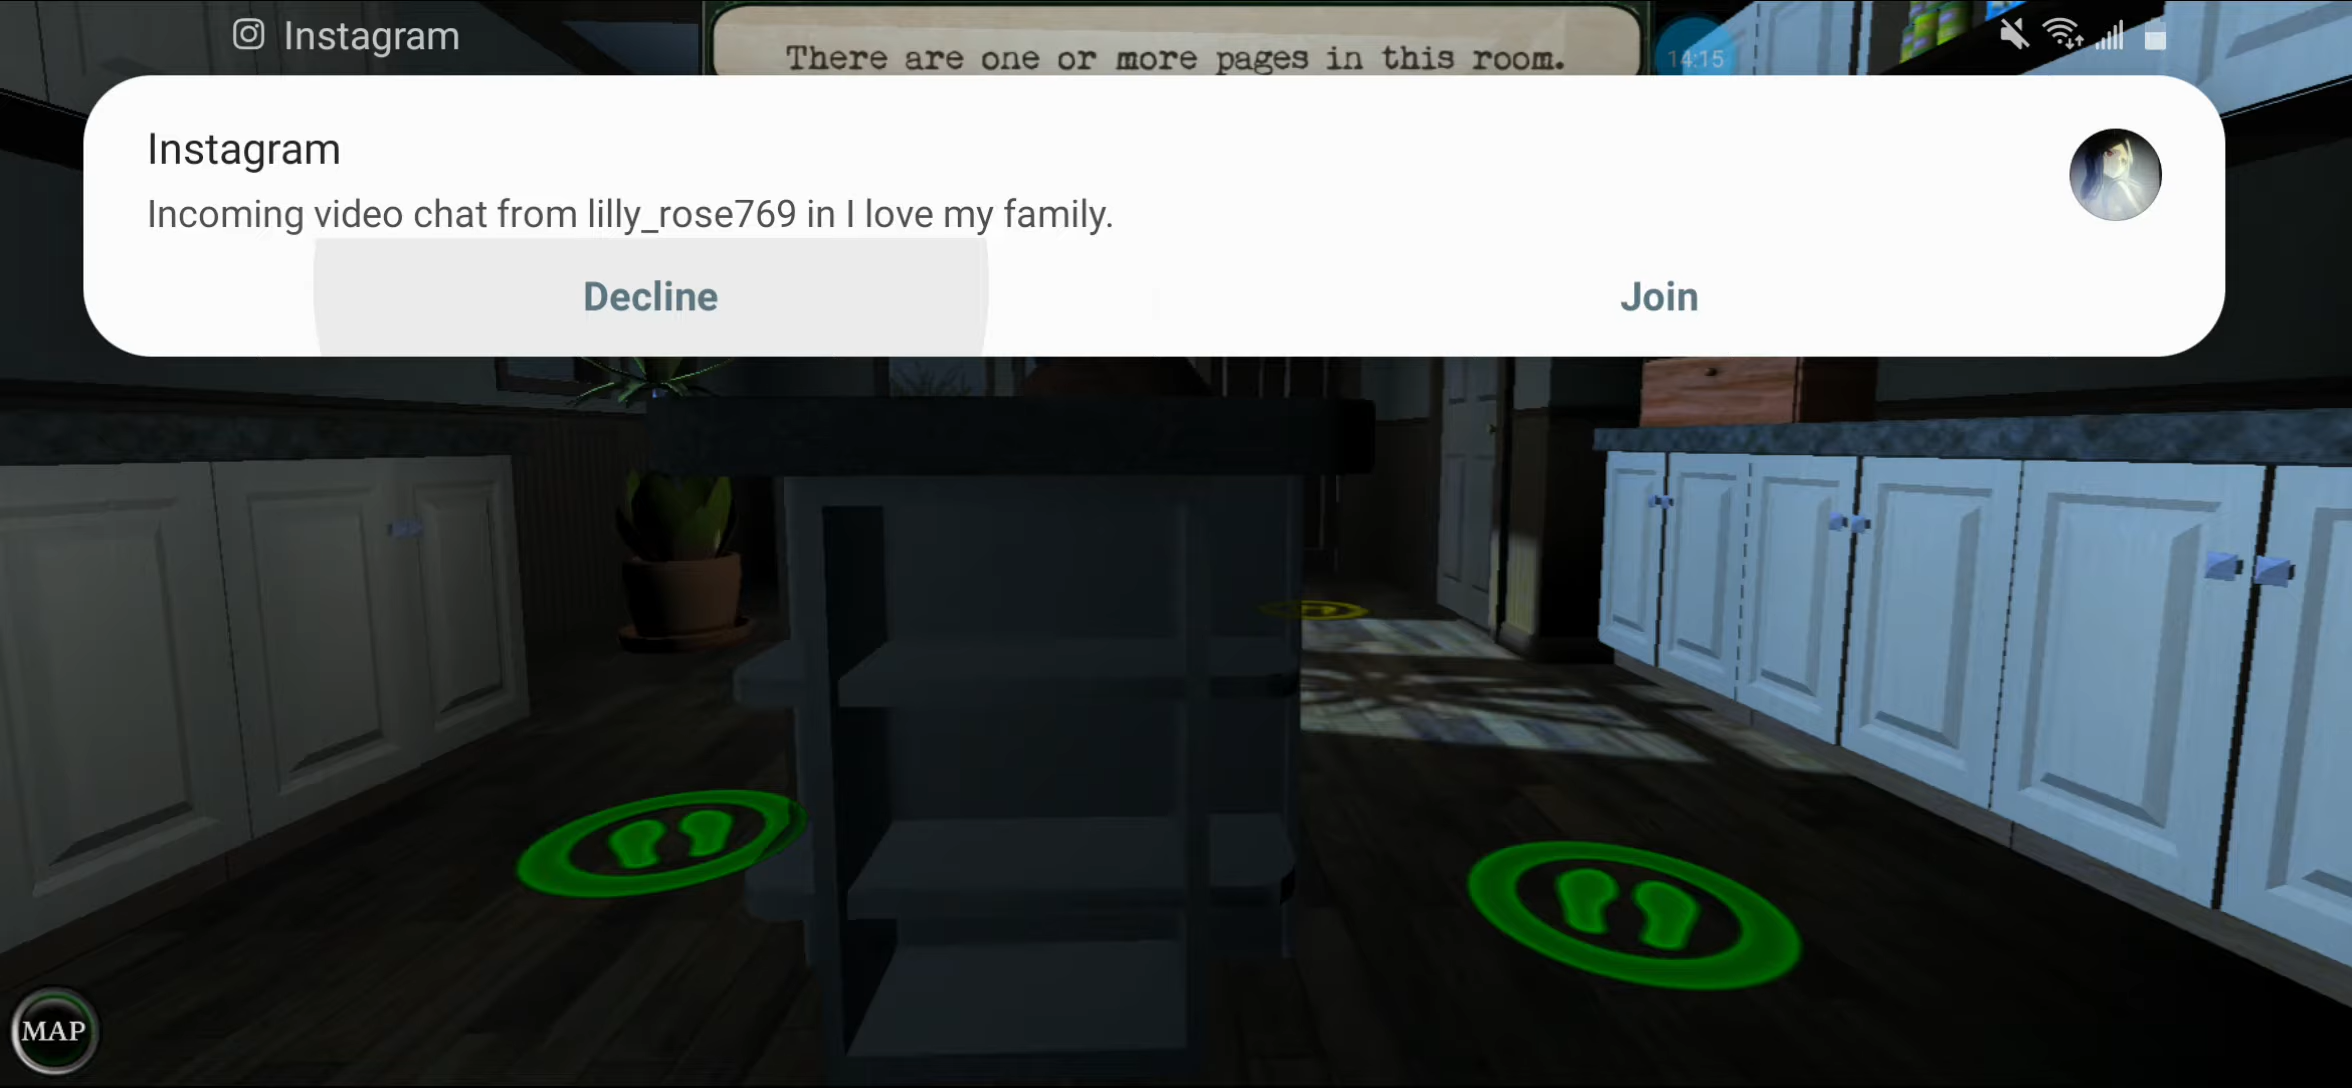 Instagram
There are one or more pages in this room.
14:15
Instagram
Incoming video chat from lilly_rose769 in I love my family.
Decline
Join
MAP